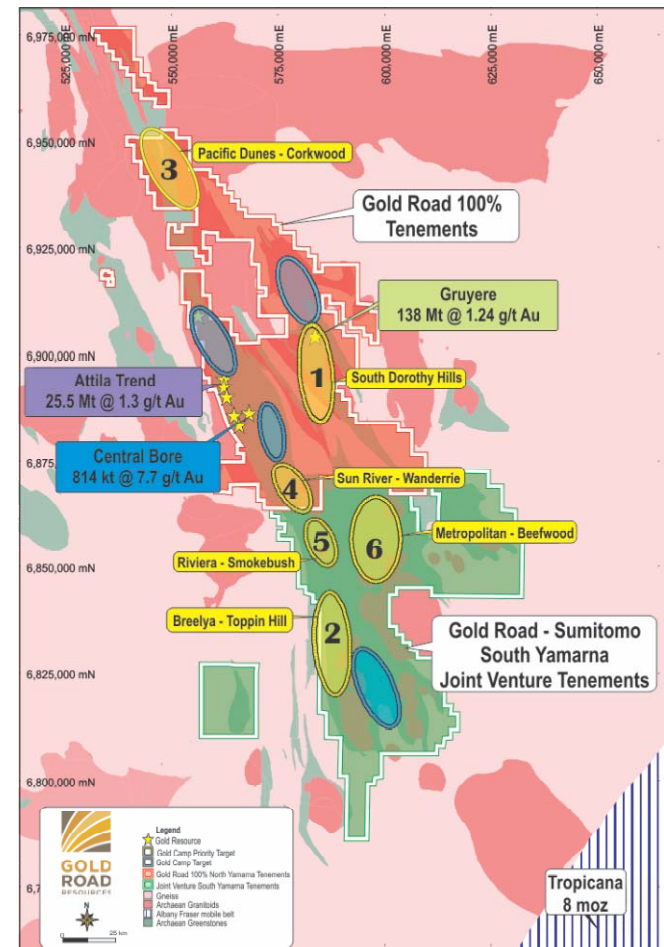 525,000 mE
550,000 mE
575,000 mE
600,000 mE
625,000 mE
650,000 mE
6,975,000 mN
6,950,000 mN
6,925,000 mN
6,900,000 mN
6,875,000 mN
6,850,000 mN
6,825,000 mN
6,800,000 mN
3
Pacific Dunes - Corkwood
Gold Road 100%
Tenements
Gruyere
138 Mt @ 1.24 g/t Au
1
South Dorothy Hills
Attila Trend
25.5 Mt @ 1.3 g/t Au
Central Bore
814 kt @ 7.7 g/t Au
4
Sun River - Wanderrie
5
6
Metropolitan - Beefwood
Riviera - Smokebush
Breelya - Toppin Hill
2
Gold Road - Sumitomo
South Yamarna
Joint Venture Tenements
Tropicana
8 moz
GOLD
ROAD
RESOURCES
N
0
25 km
Legend
Gold Resource
Gold Camp Priority Target
Gold Camp Target
Gold Road 100% North Yamarna Tenements
Joint Venture South Yamarna Tenements
Gneiss
Archaean Granitoids
Albany Fraser mobile belt
Archaean Greenstones